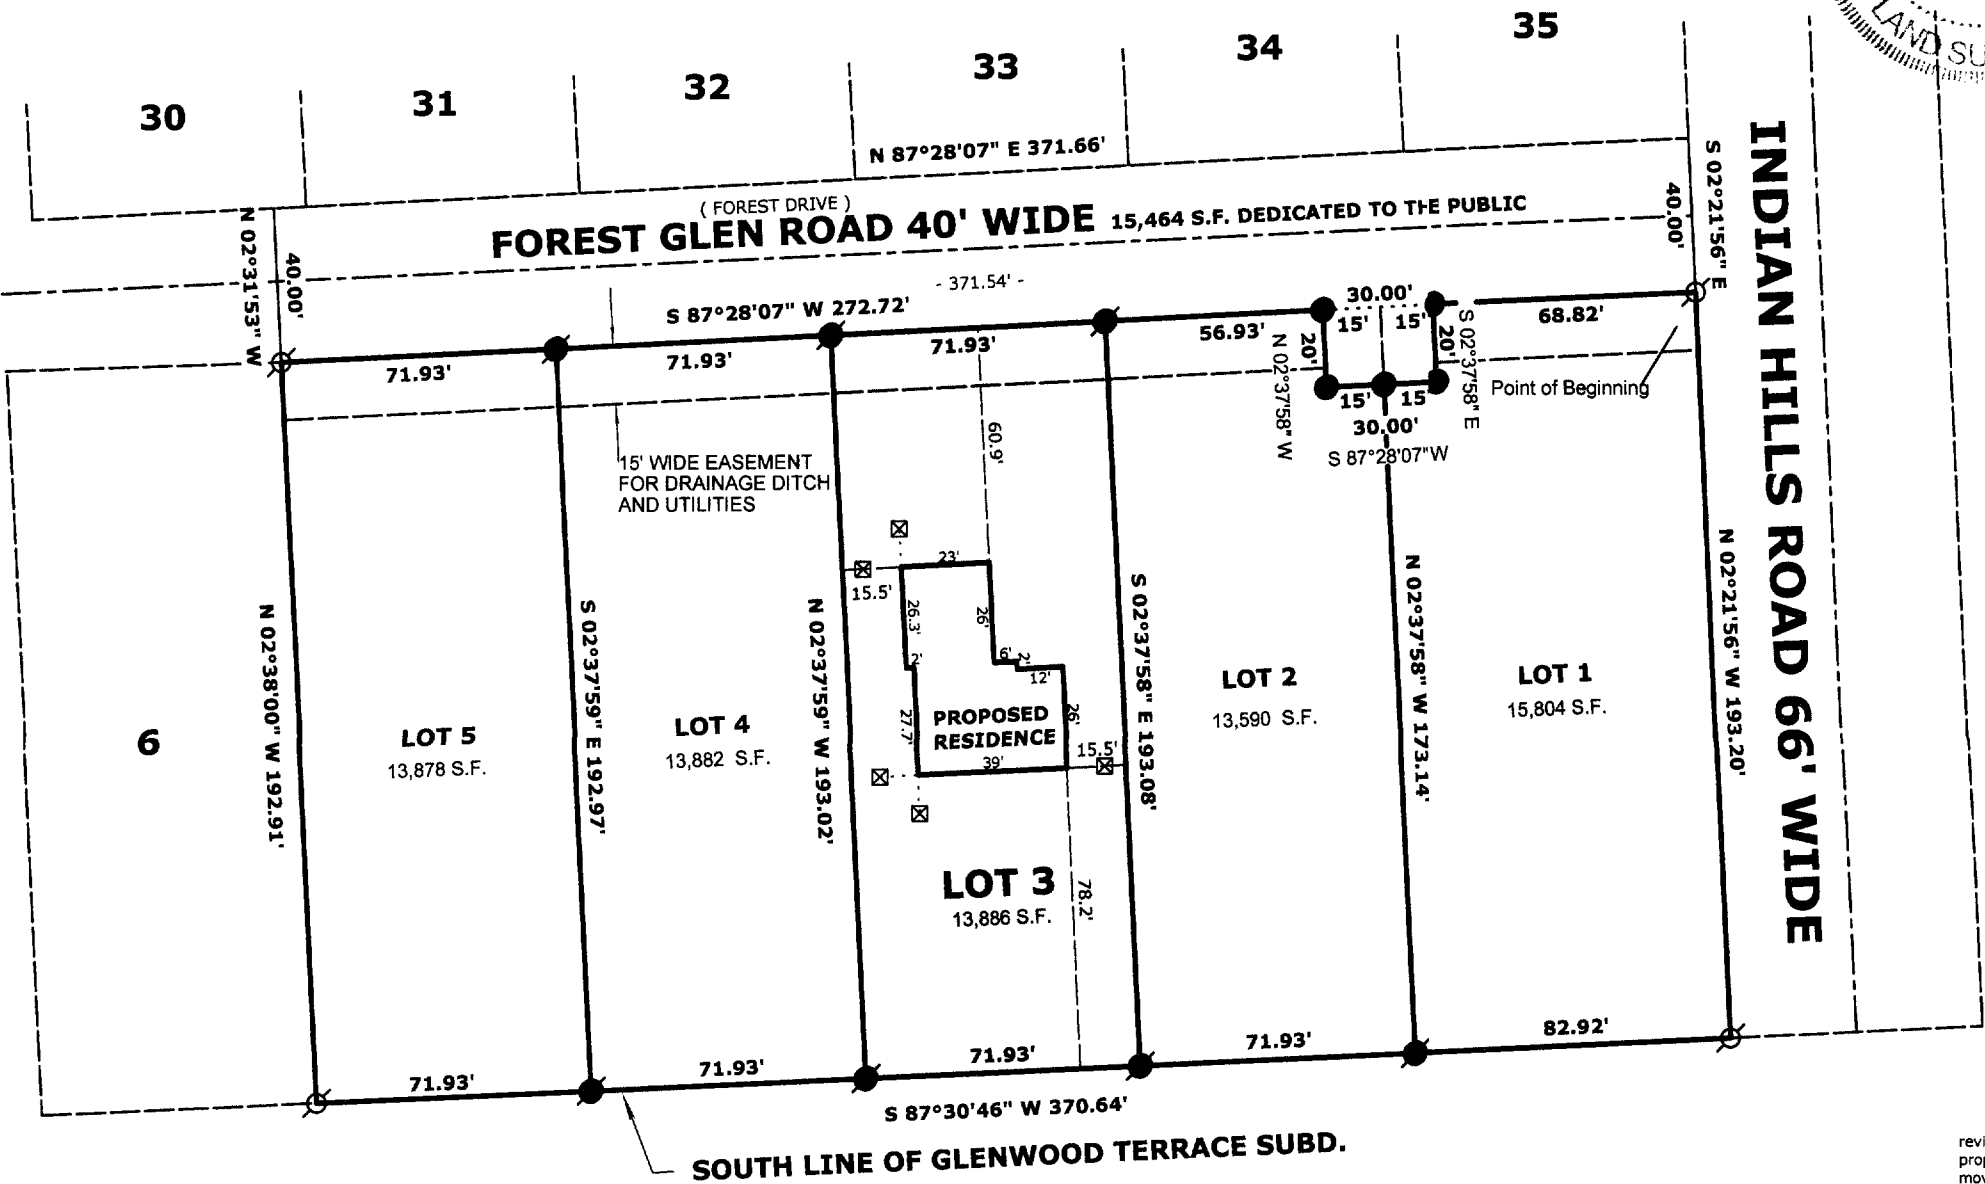 LAND SU
30
31
32
33
34
35
N 87°28'07" E 371.66'
( FOREST DRIVE )
FOREST GLEN ROAD 40' WIDE 15,464 S.F. DEDICATED TO THE PUBLIC
N 02°31'53" W
40.00'
40.00'
S 02°21'56" E
INDIAN HILLS ROAD 66' WIDE
- 371.54' -
S 87°28'07" W 272.72'
71.93'
71.93'
71.93'
56.93'
30.00'
15'
15'
68.82'
20'
20'
N 02°37'58" W
S 02°37'58" E
15'
15'
30.00'
S 87°28'07"W
Point of Beginning
15' WIDE EASEMENT
FOR DRAINAGE DITCH
AND UTILITIES
60.9'
23'
15.5'
26.3'
26'
2'
6'
2'
12'
27.7'
26'
PROPOSED
RESIDENCE
39'
15.5'
N 02°38'00" W 192.91'
S 02°37'59" E 192.97'
N 02°37'59" W 193.02'
S 02°37'58" E 193.08'
N 02°37'58" W 173.14'
N 02°21'56" W 193.20'
6
LOT 5
13,878 S.F.
LOT 4
13,882 S.F.
LOT 3
13,886 S.F.
LOT 2
13,590 S.F.
LOT 1
15,804 S.F.
78.2'
71.93'
71.93'
71.93'
71.93'
82.92'
S 87°30'46" W 370.64'
SOUTH LINE OF GLENWOOD TERRACE SUBD.
revi
pro
mo